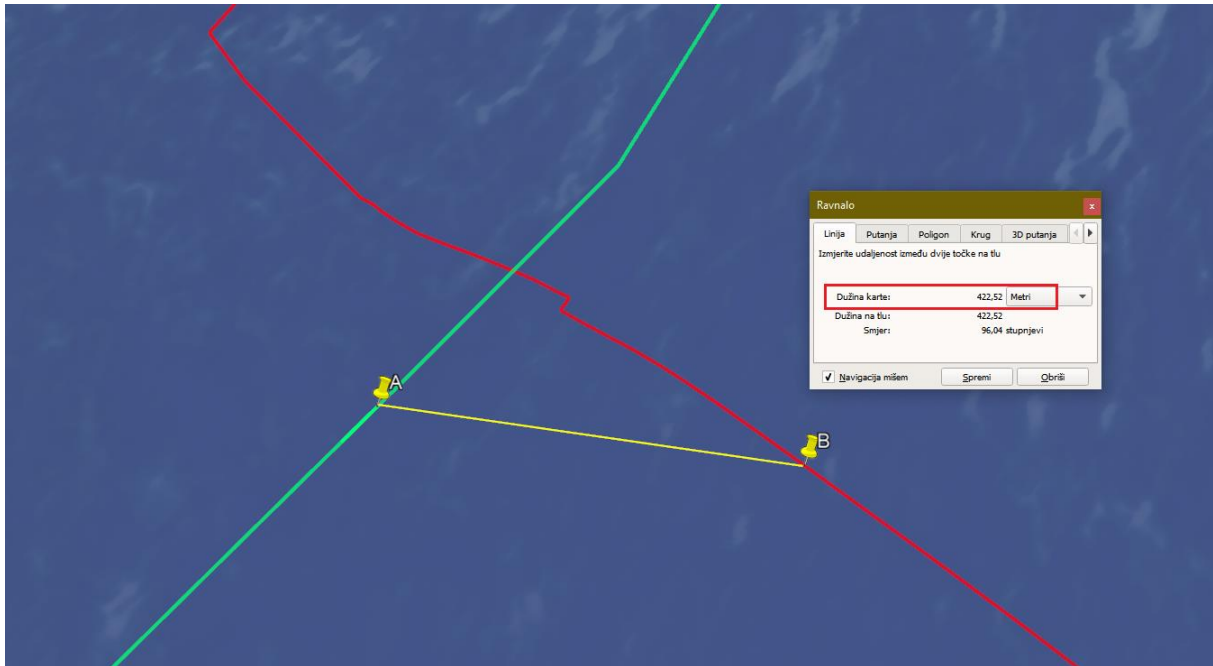 Ravnalo
x
Linija Putanja Poligon Krug 3D putanja
Izmjerite udaljenost između dvije točke na tlu
Dužina karte: 422,52 Metri
Dužina na tlu: 422,52
Smjer: 96,04 stupnjevi
Navigacija mišem Spremi Obriši
A
B